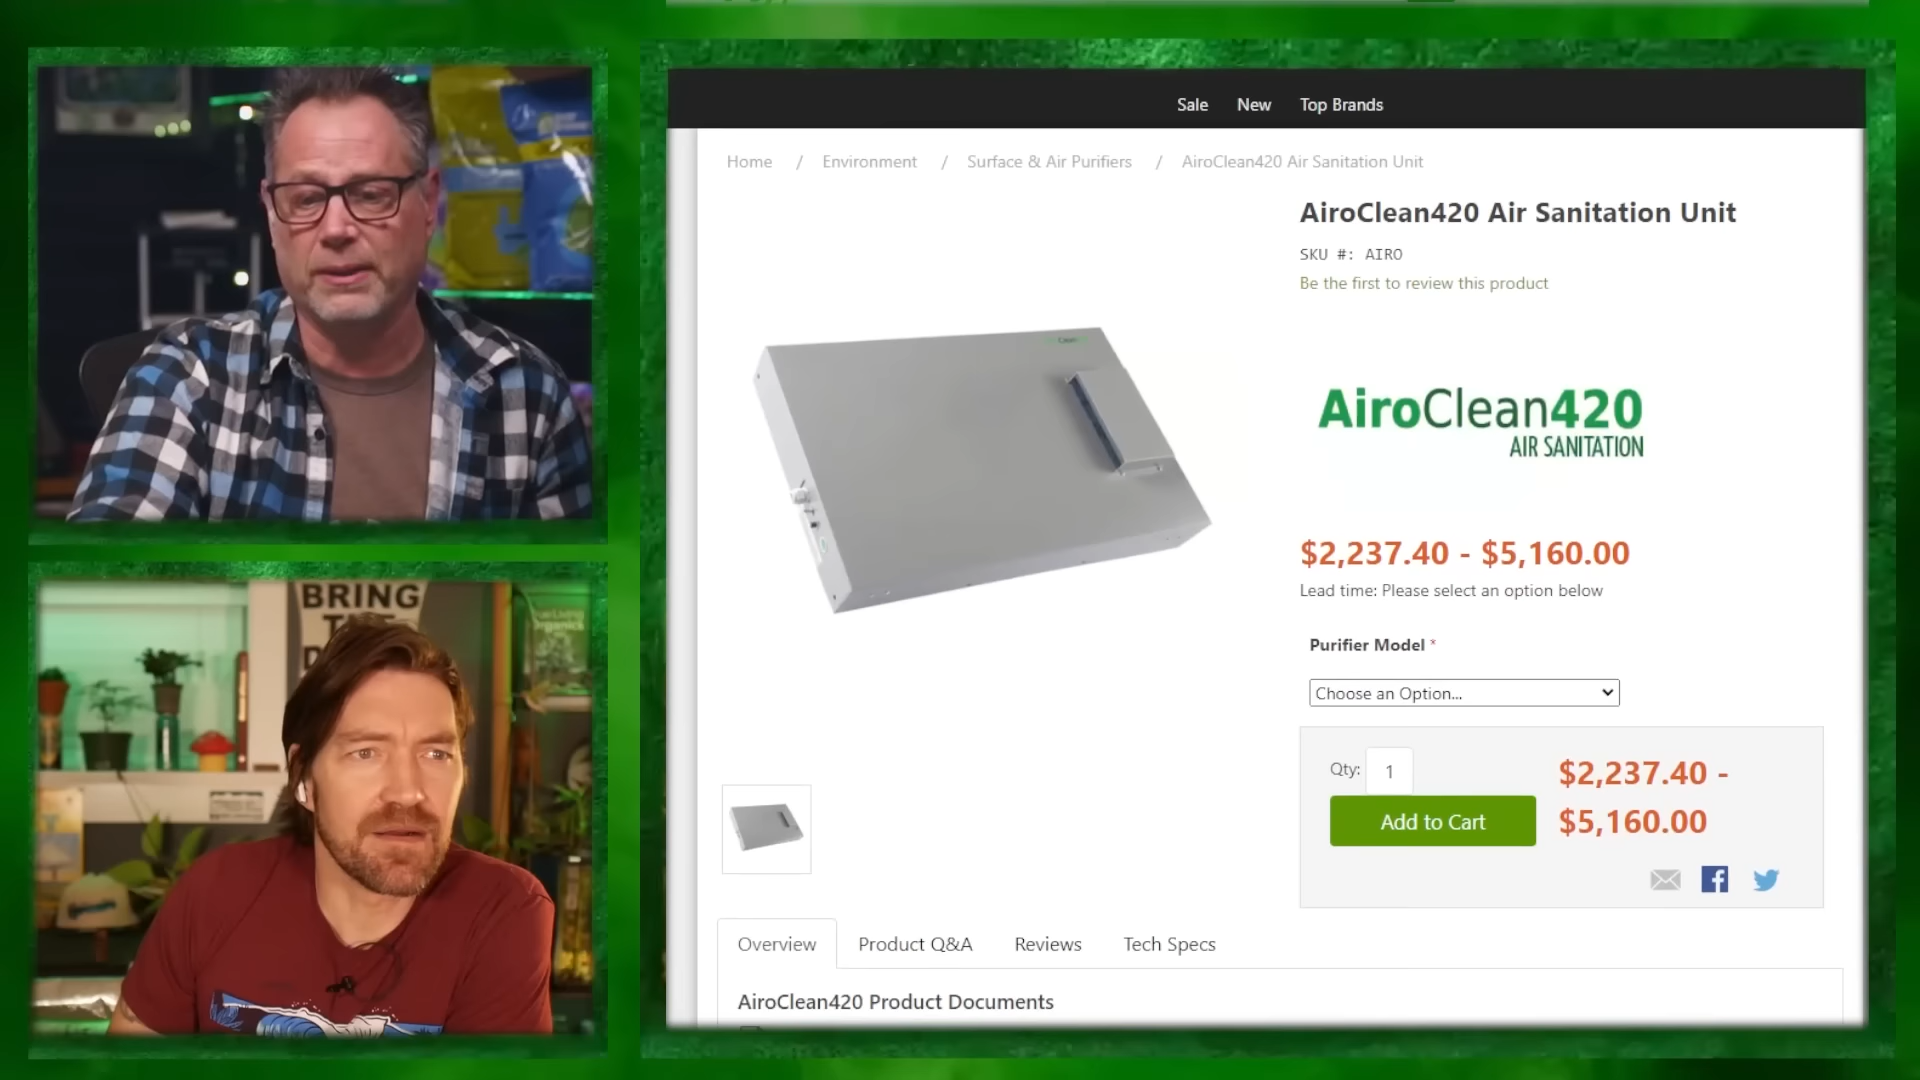 Sale New Top Brands
Home / Environment / Surface & Air Purifiers / AiroClean420 Air Sanitation Unit
AiroClean420 Air Sanitation Unit
SKU #: AIRO
Be the first to review this product
AiroClean420
AIR SANITATION
$2,237.40 - $5,160.00
Lead time: Please select an option below
Purifier Model *
Choose an Option...
Qty: 1
$2,237.40 -
$5,160.00
Add to Cart
Overview Product Q&A Reviews Tech Specs
AiroClean420 Product Documents
BRING